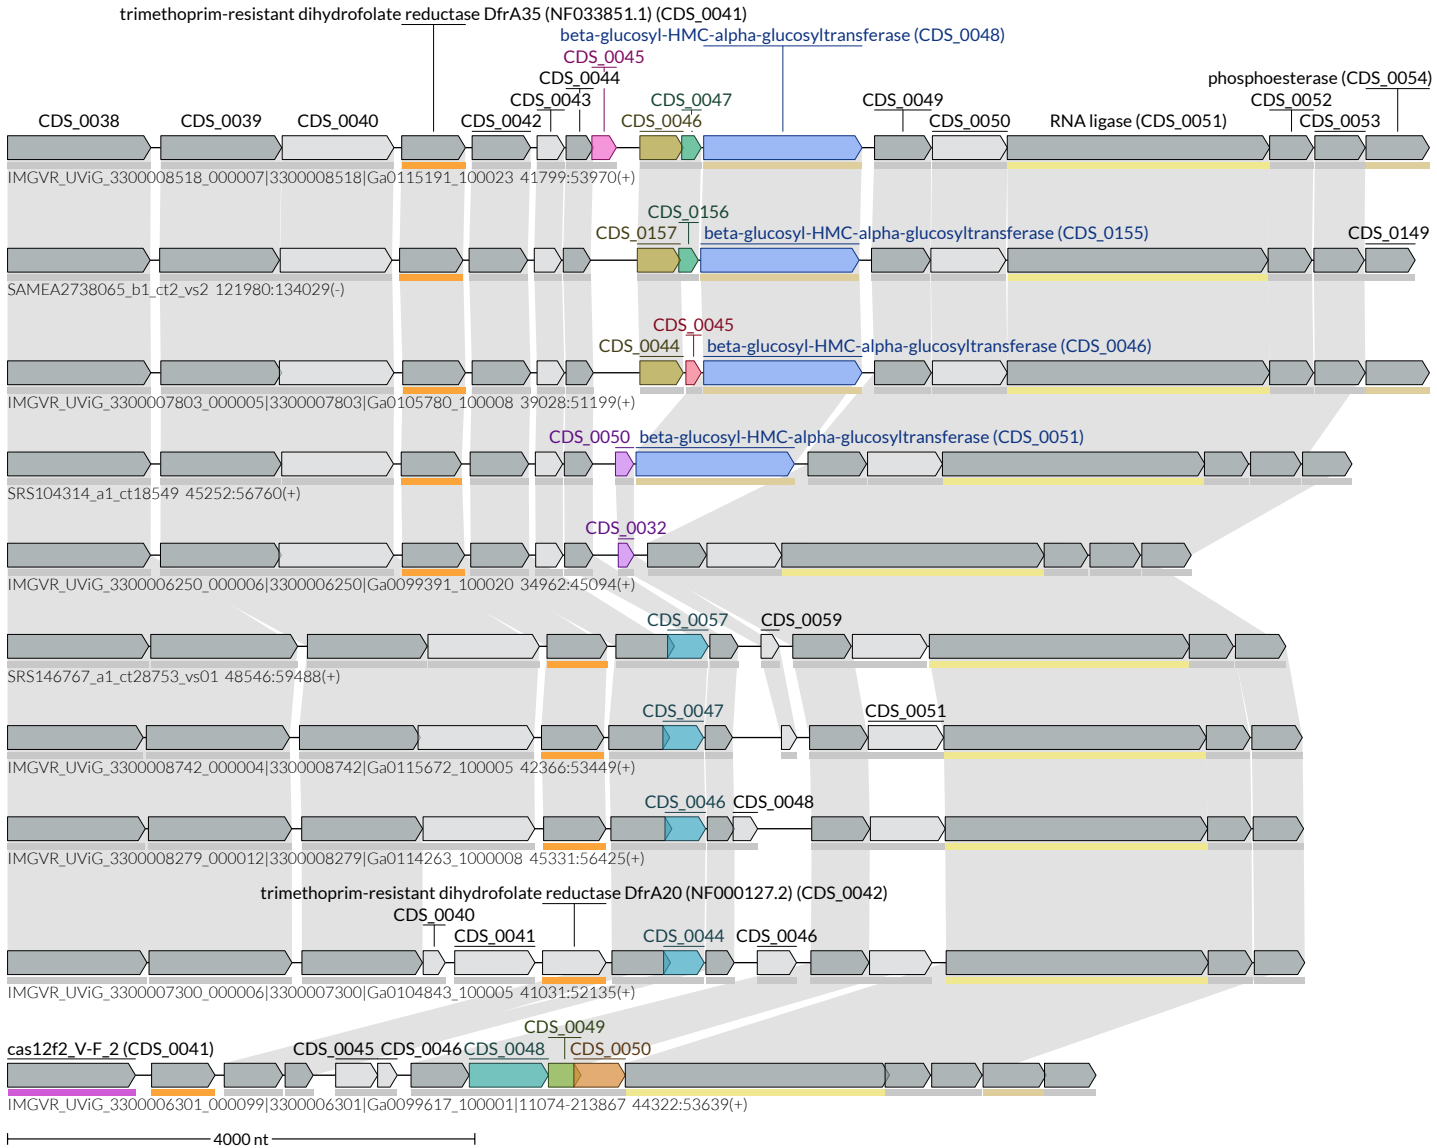 trimethoprim-resistant dihydrofolate reductase DfrA35 (NF033851.1) (CDS_0041)
beta-glucosyl-HMC-alpha-glucosyltransferase (CDS_0048)
CDS_0045
CDS_0044 phosphoesterase (CDS_0054)
CDS_0043 CDS_0047 CDS_0049 CDS_0052
CDS_0038 CDS_0039 CDS_0040 CDS_0042 CDS_0046 CDS_0050 RNA ligase (CDS_0051) CDS_0053
IMGVR_UViG_3300008518_000007|3300008518|Ga0115191_100023 41799:53970(+)
CDS_0156
CDS_0157 beta-glucosyl-HMC-alpha-glucosyltransferase (CDS_0155) CDS_0149
SAMEA2738065_b1_ct2_vs2 121980:134029(-)
CDS_0045
CDS_0044 beta-glucosyl-HMC-alpha-glucosyltransferase (CDS_0046)
IMGVR_UViG_3300007803_000005|3300007803|Ga0105780_100008 39028:51199(+)
CDS_0050 beta-glucosyl-HMC-alpha-glucosyltransferase (CDS_0051)
SRS104314_a1_ct18549 45252:56760(+)
CDS_0032
IMGVR_UViG_3300006250_000006|3300006250|Ga0099391_100020 34962:45094(+)
CDS_0057 CDS_0059
SRS146767_a1_ct28753_vs01 48546:59488(+)
CDS_0047 CDS_0051
IMGVR_UViG_3300008742_000004|3300008742|Ga0115672_100005 42366:53449(+)
CDS_0046 CDS_0048
IMGVR_UViG_3300008279_000012|3300008279|Ga0114263_1000008 45331:56425(+)
trimethoprim-resistant dihydrofolate reductase DfrA20 (NF000127.2) (CDS_0042)
CDS_0040
CDS_0041 CDS_0044 CDS_0046
IMGVR_UViG_3300007300_000006|3300007300|Ga0104843_100005 41031:52135(+)
CDS_0049
cas12f2_V-F_2 (CDS_0041) CDS_0045 CDS_0046 CDS_0048 CDS_0050
IMGVR_UViG_3300006301_000099|3300006301|Ga0099617_100001|11074-213867 44322:53639(+)
4000 nt